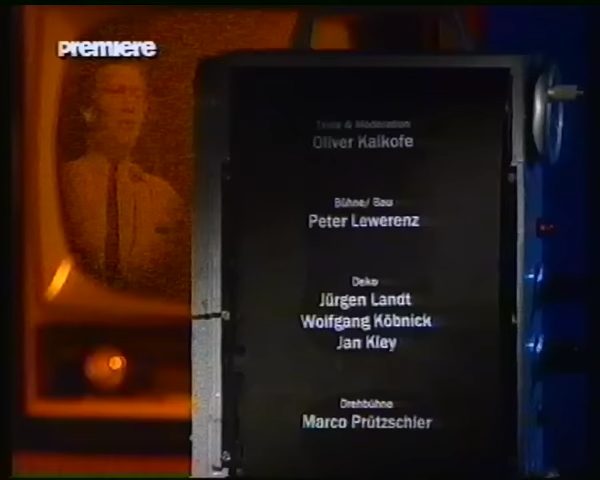 premiere
Texte & Moderation
Oliver Kalkofe
Bühne/ Bau
Peter Lewerenz
Deko
Jürgen Landt
Wolfgang Köbnick
Jan Kley
Drehbühne
Marco Prützschler